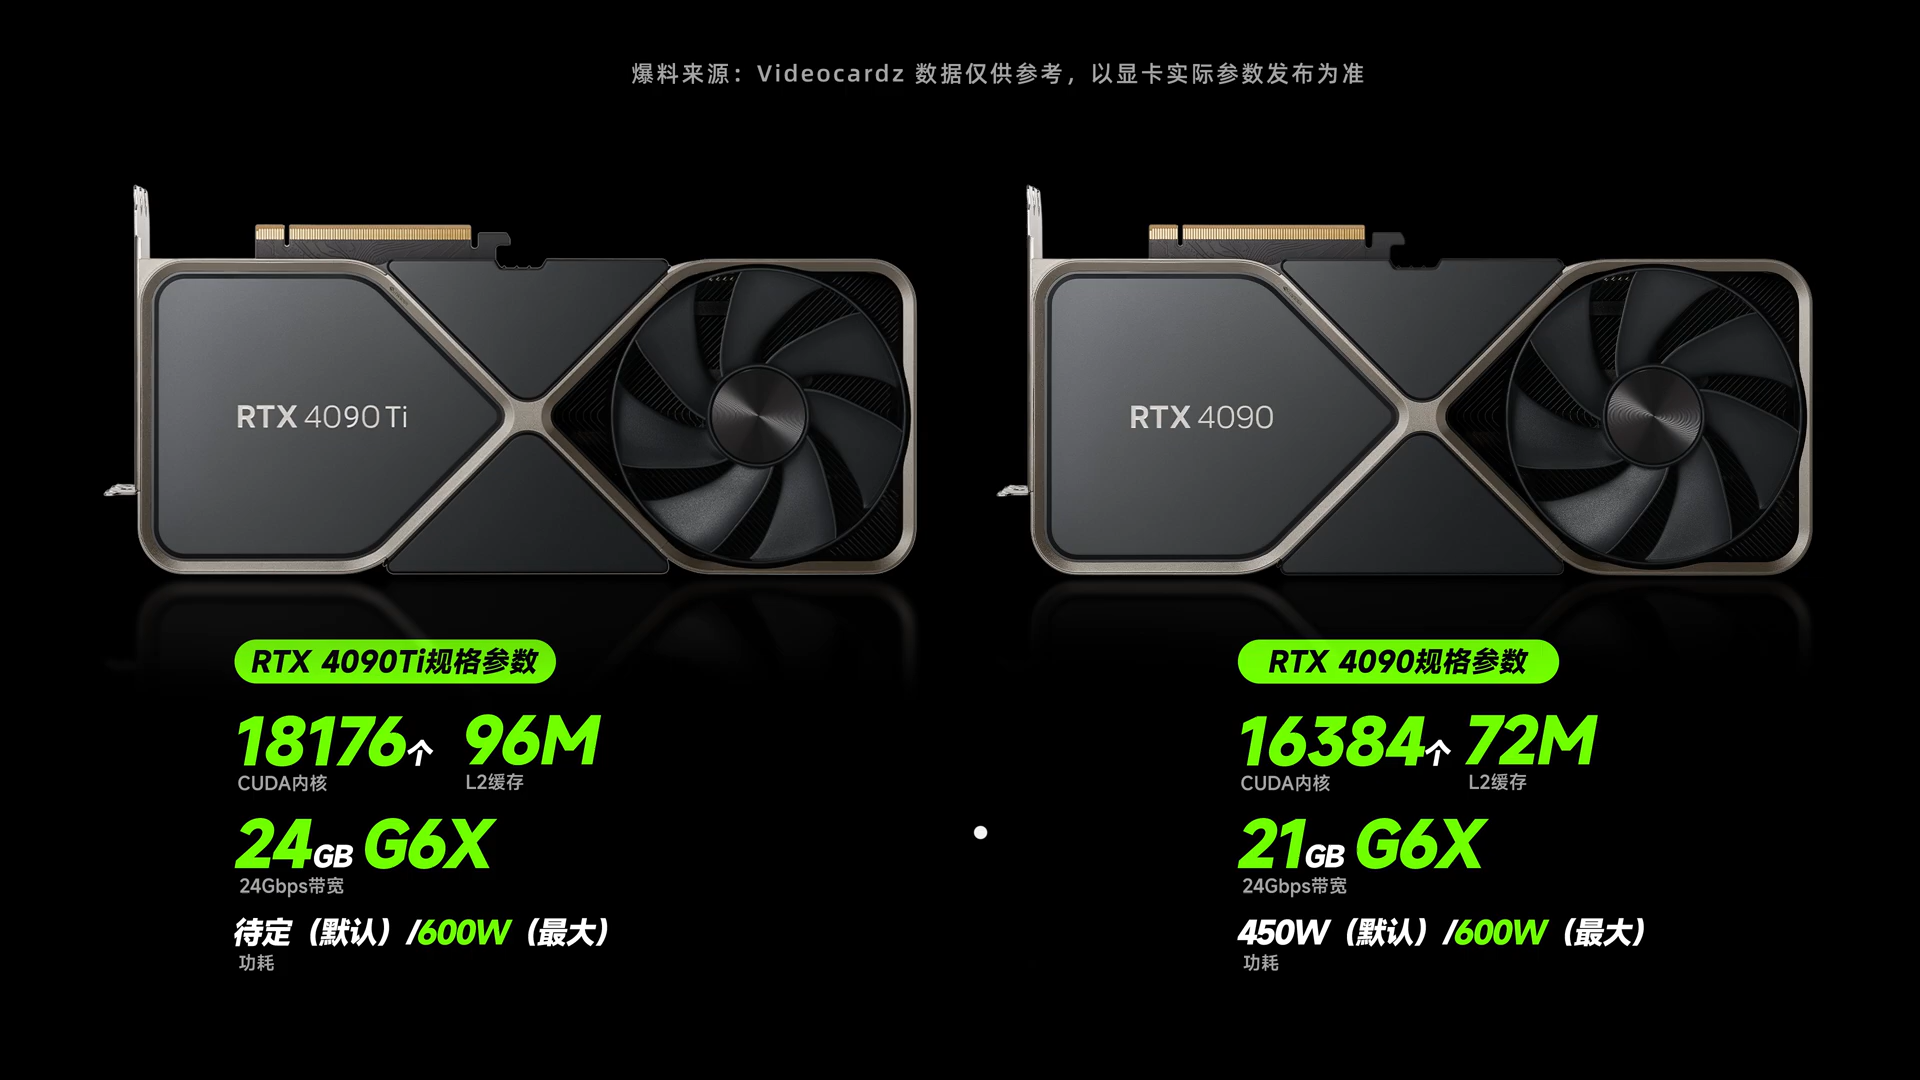 爆料来源：Videocardz 数据仅供参考，以显卡实际参数发布为准
RTX 4090 Ti
RTX 4090
RTX 4090Ti规格参数
18176个 96M
CUDA内核 L2缓存
24GB G6X
24Gbps带宽
待定（默认）/600W（最大）
功耗
RTX 4090规格参数
16384个 72M
CUDA内核 L2缓存
21GB G6X
24Gbps带宽
450W（默认）/600W（最大）
功耗